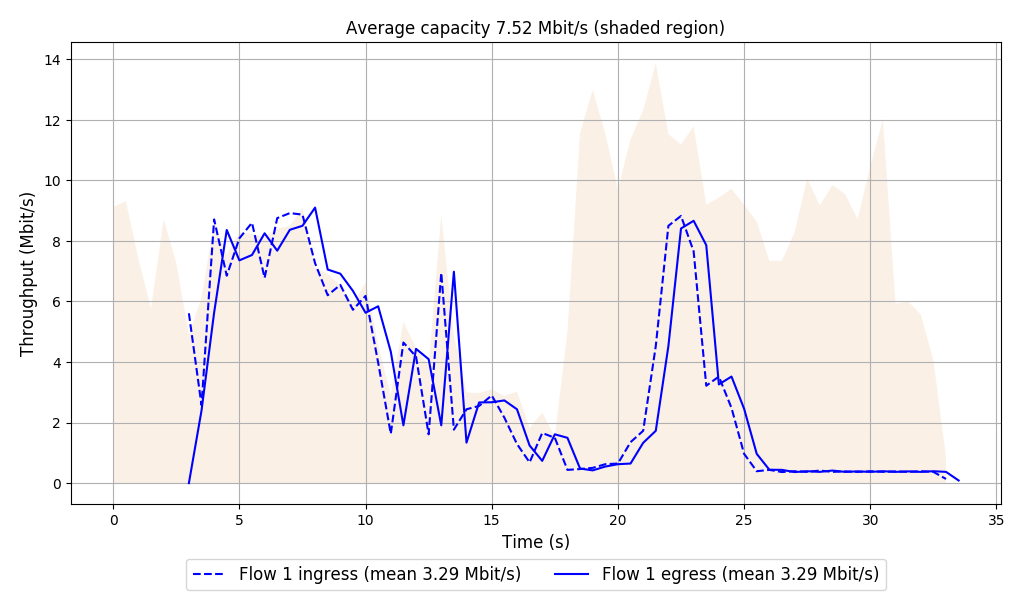 Average capacity 7.52 Mbit/s (shaded region)
Throughput (Mbit/s)
14
12
10
8
6
4
2
0
0 5 10 15 20 25 30 35
Time (s)
Flow 1 ingress (mean 3.29 Mbit/s) Flow 1 egress (mean 3.29 Mbit/s)